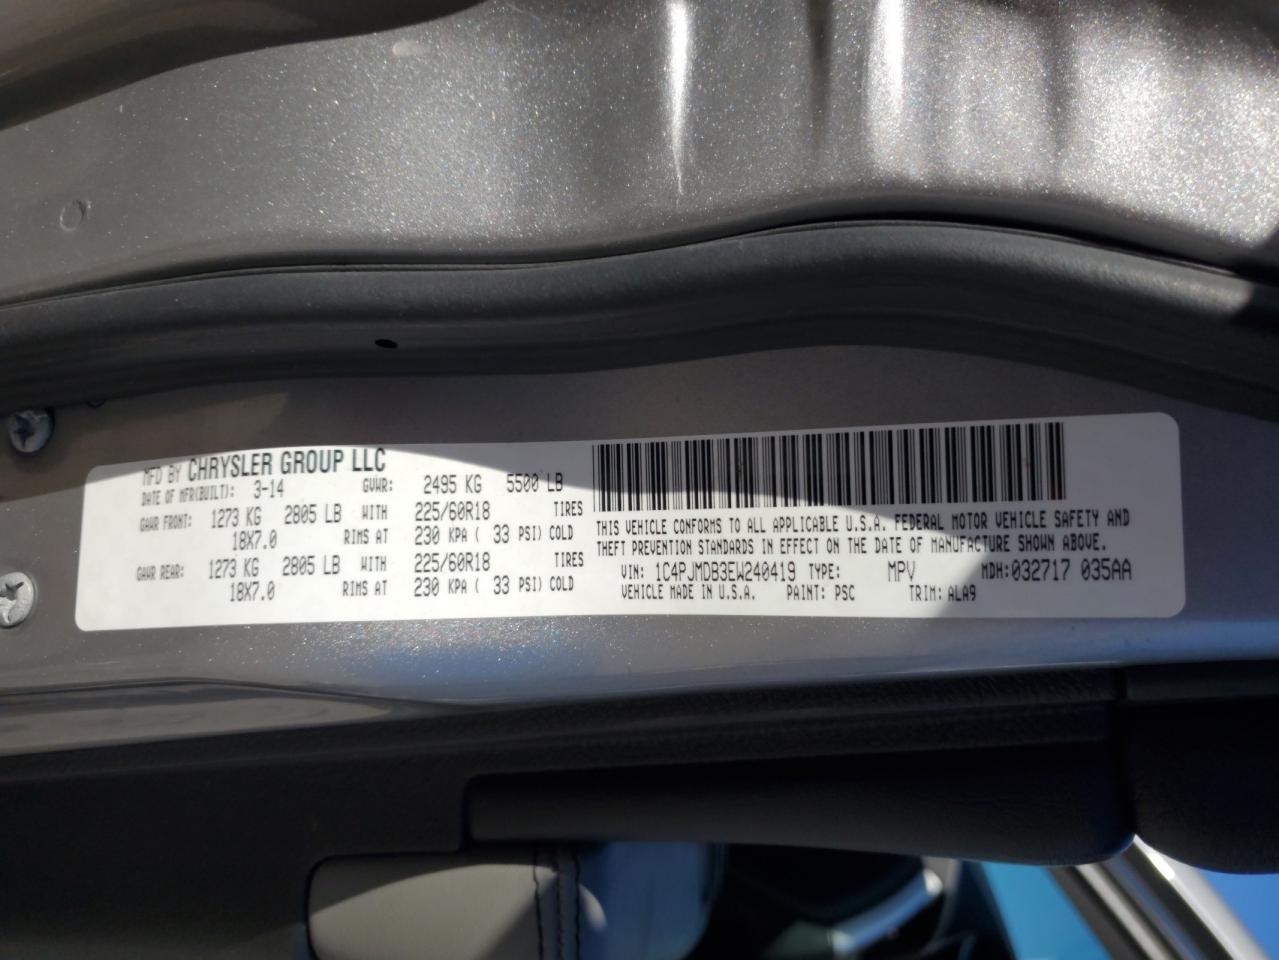 MFD BY CHRYSLER GROUP LLC
DATE OF MFR(BUILT): 3-14 GVWR: 2495 KG 5500 LB
GAWR FRONT: 1273 KG 2805 LB WITH 225/60R18 TIRES
18X7.0 RIMS AT 230 KPA ( 33 PSI) COLD
GAWR REAR: 1273 KG 2805 LB WITH 225/60R18 TIRES
18X7.0 RIMS AT 230 KPA ( 33 PSI) COLD
THIS VEHICLE CONFORMS TO ALL APPLICABLE U.S.A. FEDERAL MOTOR VEHICLE SAFETY AND
THEFT PREVENTION STANDARDS IN EFFECT ON THE DATE OF MANUFACTURE SHOWN ABOVE.
VIN: 1C4PJMDB3EW240419 TYPE: MPV MDH:032717 035AA
VEHICLE MADE IN U.S.A. PAINT: PSC TRIM: ALA9